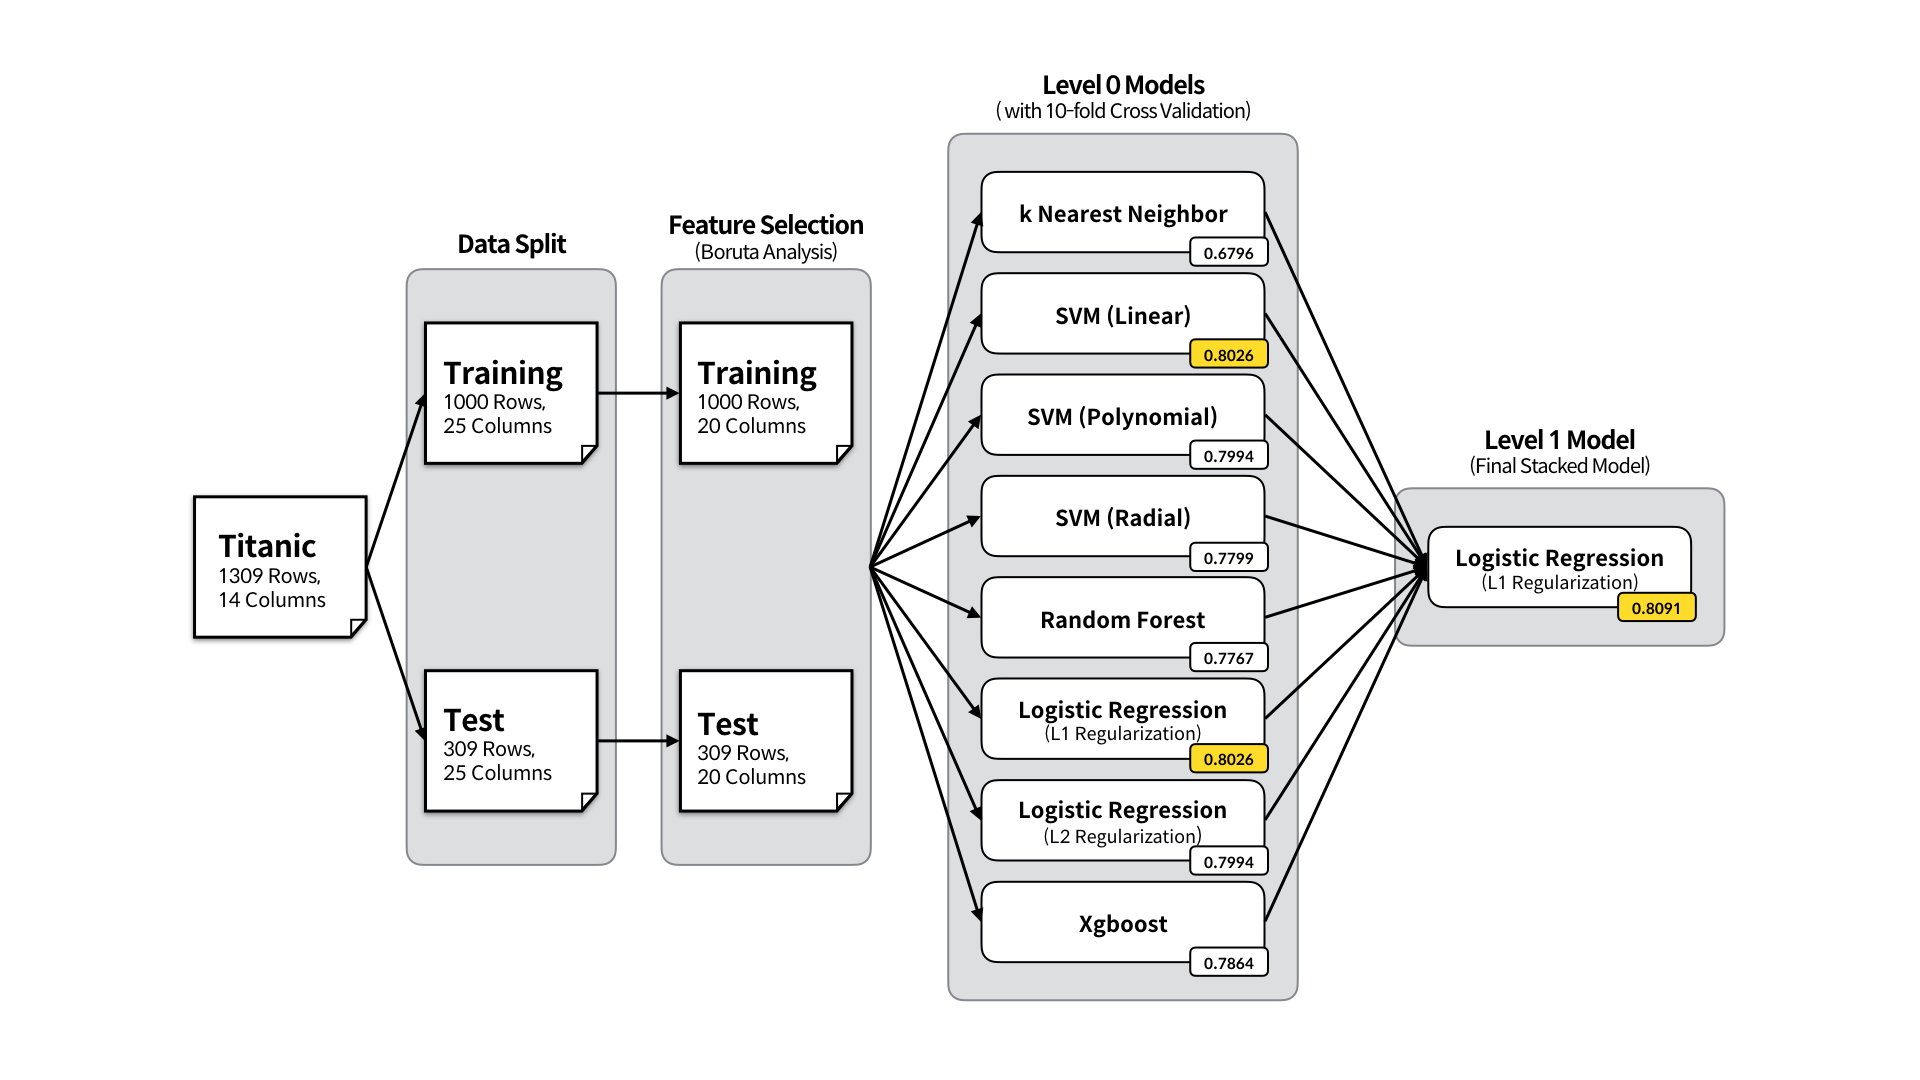 Titanic
1309 Rows,
14 Columns
Data Split
Training
1000 Rows,
25 Columns
Test
309 Rows,
25 Columns
Feature Selection
(Boruta Analysis)
Training
1000 Rows,
20 Columns
Test
309 Rows,
20 Columns
Level 0 Models
( with 10-fold Cross Validation)
k Nearest Neighbor
0.6796
SVM (Linear)
0.8026
SVM (Polynomial)
0.7994
SVM (Radial)
0.7799
Random Forest
0.7767
Logistic Regression
(L1 Regularization)
0.8026
Logistic Regression
(L2 Regularization)
0.7994
Xgboost
0.7864
Level 1 Model
(Final Stacked Model)
Logistic Regression
(L1 Regularization)
0.8091